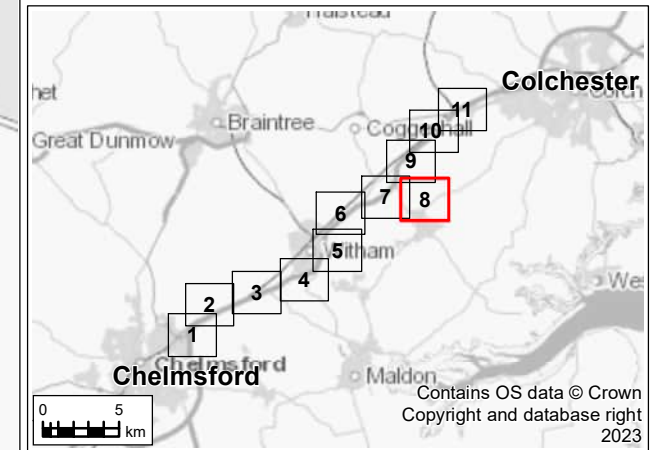 Colchester
11
10
Coggeshall
Braintree
Great Dunmow
9
8
7
6
5
Witham
4
3
2
1
Chelmsford
Chelmsford
Maldon
Contains OS data © Crown
Copyright and database right
2023
0 5
km